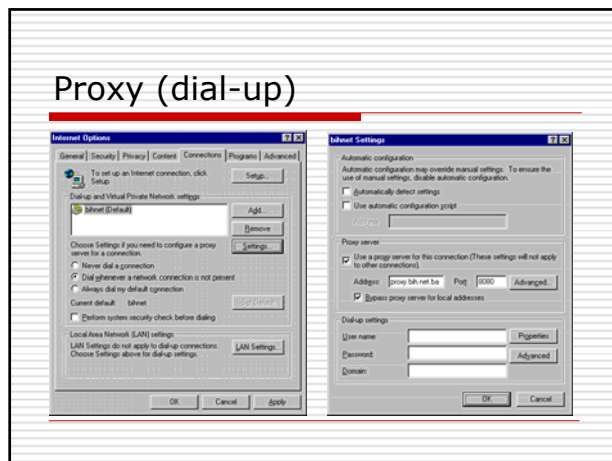 Proxy (dial-up)
Internet Options
General Security Privacy Content Connections Programs Advanced
To set up an Internet connection, click
Setup.
Setup...
Dial-up and Virtual Private Network settings
bihnet (Default)
Add...
Remove
Choose Settings if you need to configure a proxy
server for a connection.
Settings...
Never dial a connection
Dial whenever a network connection is not present
Always dial my default connection
Current default: bihnet
Set Default
Perform system security check before dialing
Local Area Network (LAN) settings
LAN Settings do not apply to dial-up connections.
Choose Settings above for dial-up settings.
LAN Settings...
OK Cancel Apply
bihnet Settings
Automatic configuration
Automatic configuration may override manual settings. To ensure the
use of manual settings, disable automatic configuration.
Automatically detect settings
Use automatic configuration script
Address
Proxy server
Use a proxy server for this connection (These settings will not apply
to other connections).
Address: proxy.bih.net.ba Port: 8080 Advanced...
Bypass proxy server for local addresses
Dial-up settings
User name: Properties
Password: Advanced
Domain:
OK Cancel